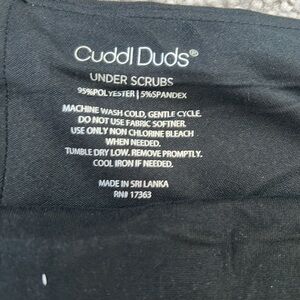 Cuddl Duds®
UNDER SCRUBS
95%POLYESTER | 5%SPANDEX
MACHINE WASH COLD, GENTLE CYCLE.
DO NOT USE FABRIC SOFTNER.
USE ONLY NON CHLORINE BLEACH
WHEN NEEDED.
TUMBLE DRY LOW. REMOVE PROMPTLY.
COOL IRON IF NEEDED.
MADE IN SRI LANKA
RN# 17363